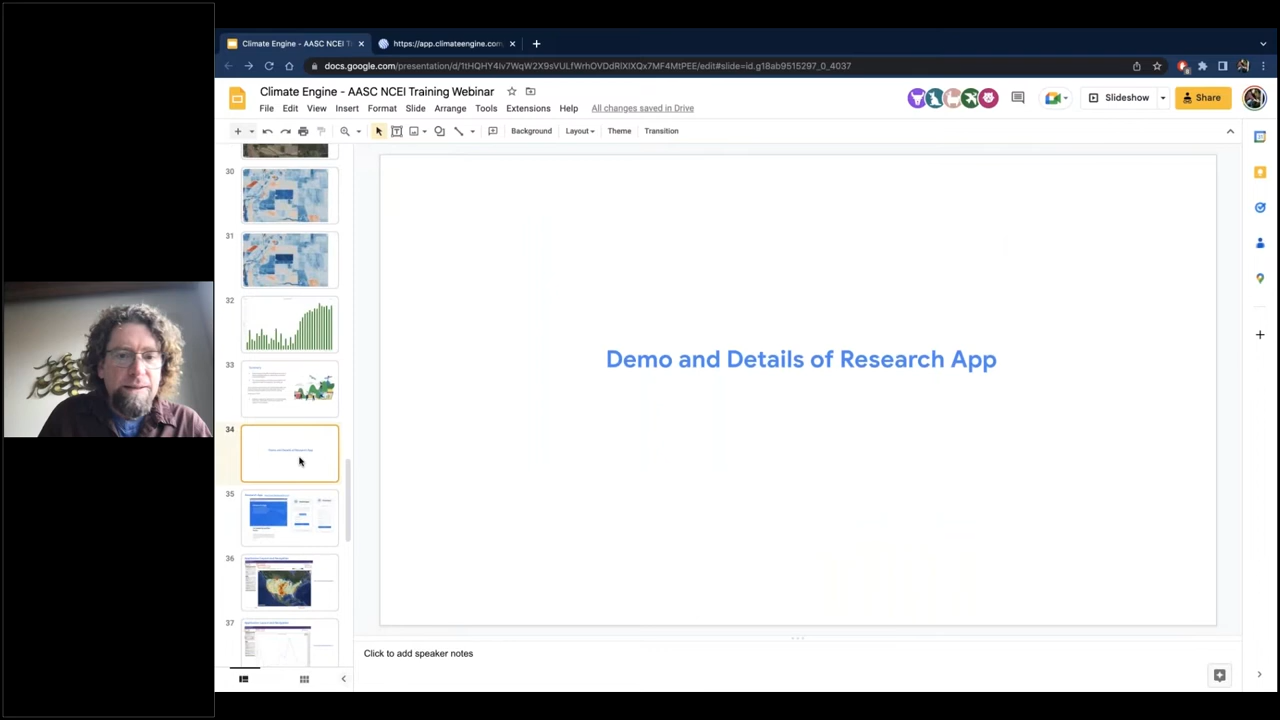 Climate Engine - AASC NCEI T
https://app.climateengine.com
docs.google.com/presentation/d/1tHQHY4Iv7WqW2X9sVULfWrhOVDdRIXIXQx7MF4MtPEE/edit#slide=id.g18ab9515297_0_4037
Climate Engine - AASC NCEI Training Webinar
File Edit View Insert Format Slide Arrange Tools Extensions Help All changes saved in Drive
Slideshow
Share
Background Layout Theme Transition
30
31
32
33
34
35
36
37
Demo and Details of Research App
Click to add speaker notes